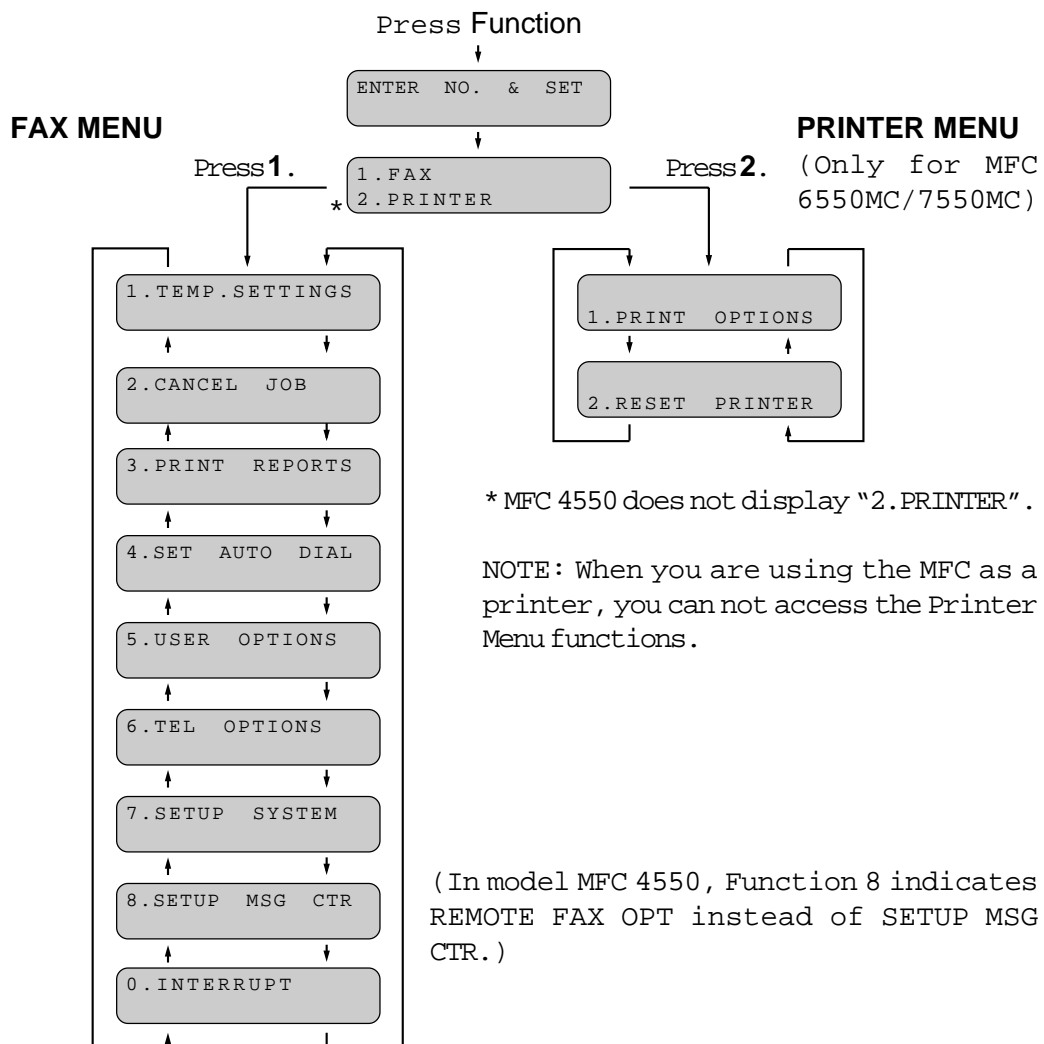 Press Function
ENTER NO. & SET
FAX MENU
PRINTER MENU
Press 1.
1.FAX
* 2.PRINTER
Press 2.
(Only for MFC
6550MC/7550MC)
1.TEMP.SETTINGS
2.CANCEL JOB
3.PRINT REPORTS
4.SET AUTO DIAL
5.USER OPTIONS
6.TEL OPTIONS
7.SETUP SYSTEM
8.SETUP MSG CTR
0.INTERRUPT
1.PRINT OPTIONS
2.RESET PRINTER
* MFC 4550 does not display “2.PRINTER”.
NOTE: When you are using the MFC as a
printer, you can not access the Printer
Menu functions.
(In model MFC 4550, Function 8 indicates
REMOTE FAX OPT instead of SETUP MSG
CTR.)